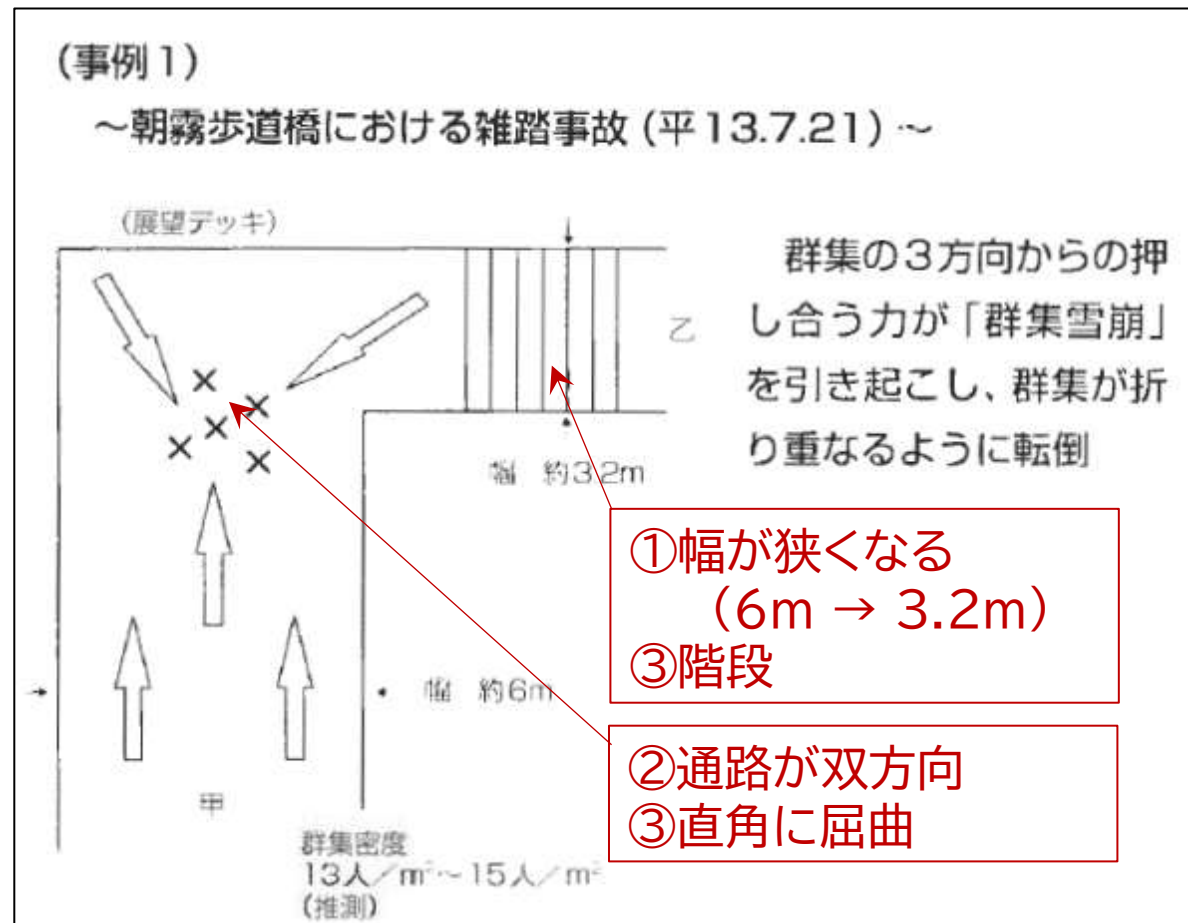 (事例1)
～朝霧歩道橋における雑踏事故 (平13.7.21) ～
(展望デッキ)
群集の3方向からの押
し合う力が「群集雪崩」
を引き起こし、群集が折
り重なるように転倒
乙
幅 約3.2m
①幅が狭くなる
(6m → 3.2m)
③階段
幅 約6m
②通路が双方向
③直角に屈曲
甲
群集密度
13人/m²～15人/m²
(推測)